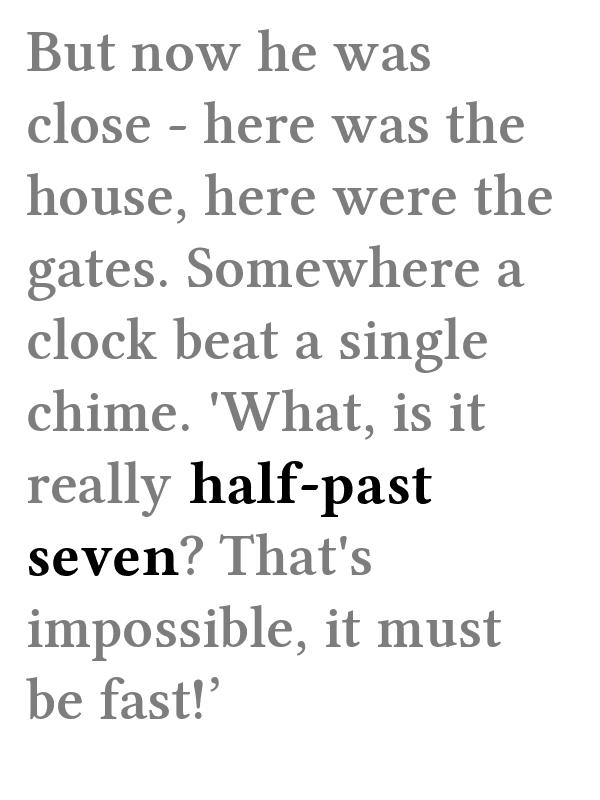 But now he was
close - here was the
house, here were the
gates. Somewhere a
clock beat a single
chime. 'What, is it
really half-past
seven? That's
impossible, it must
be fast!’